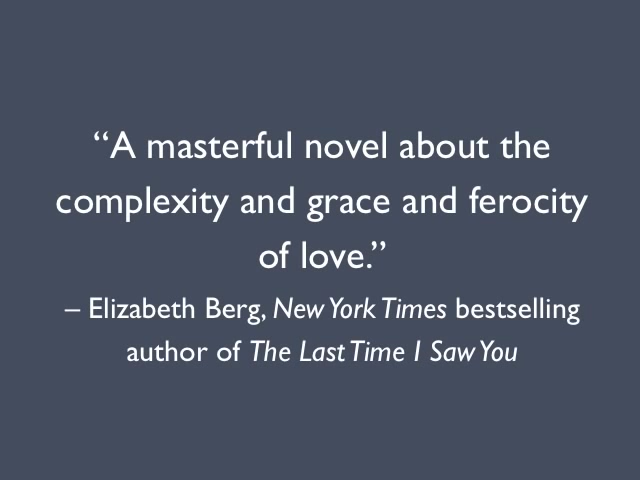 “A masterful novel about the
complexity and grace and ferocity
of love.”
– Elizabeth Berg, New York Times bestselling
author of The Last Time I Saw You